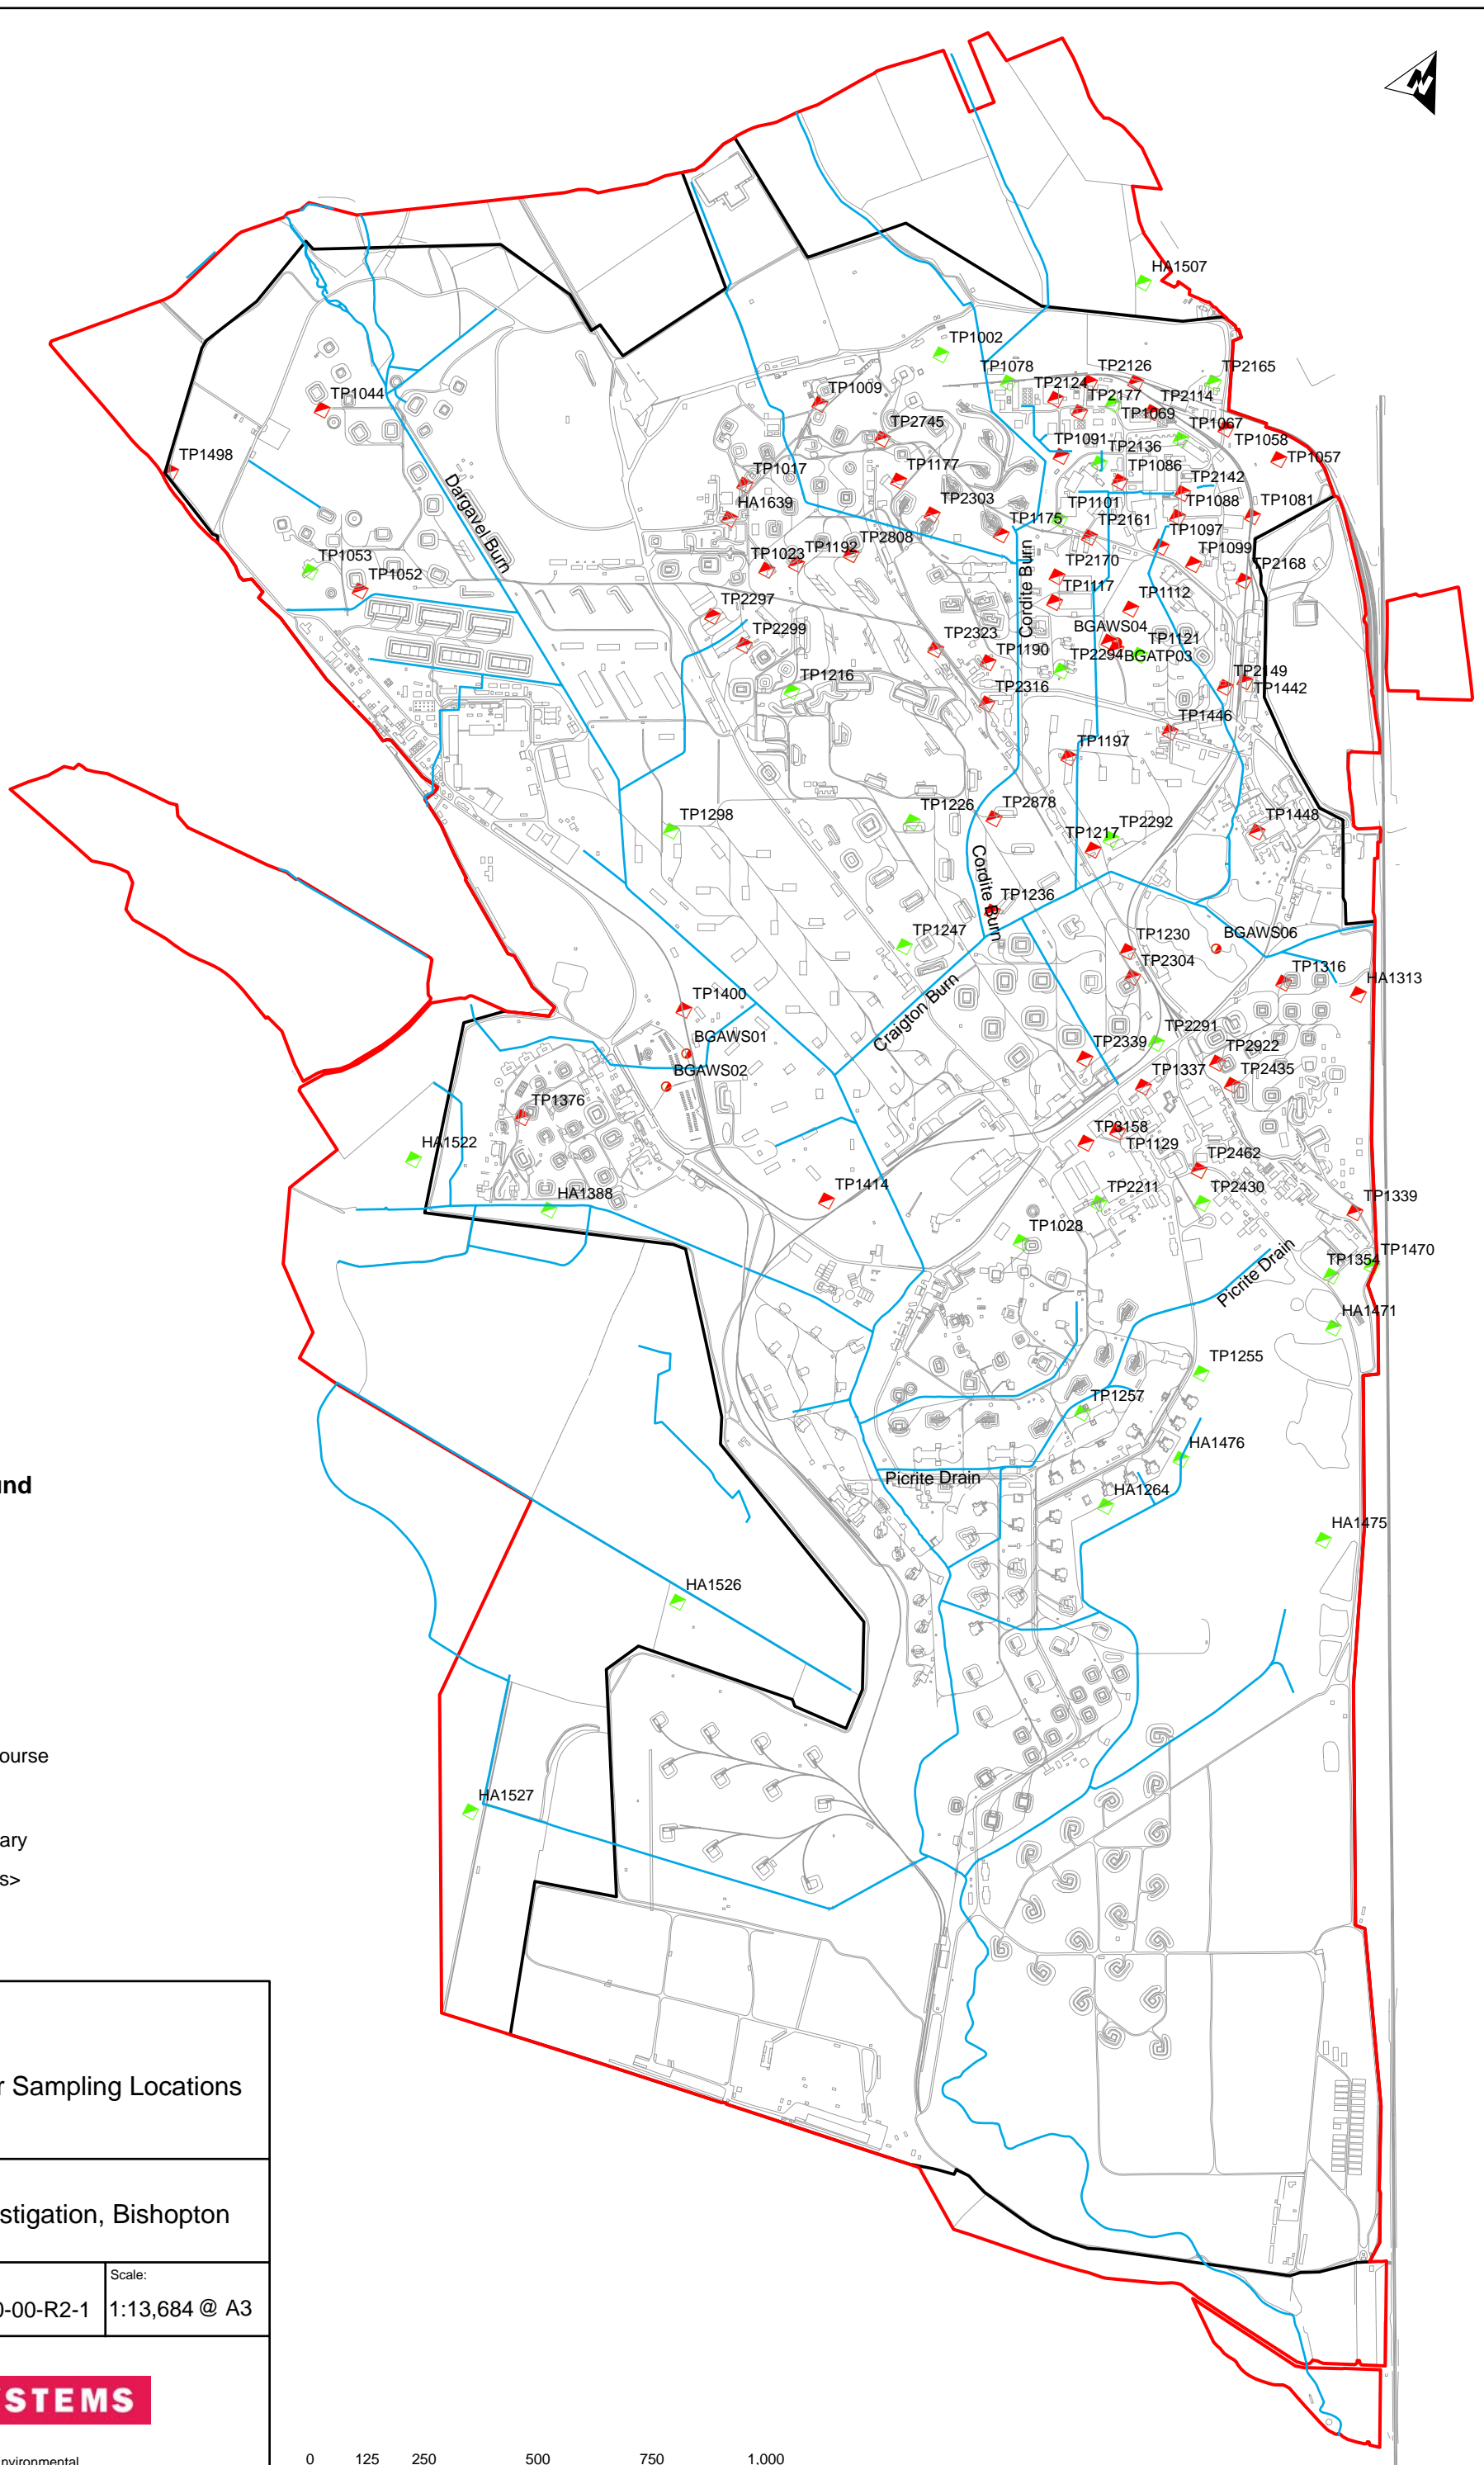 N
HA1507
TP1002
TP1078
TP2126
TP2165
TP2124
TP2177
TP2114
TP1044
TP1009
TP1069
TP1067
TP1058
TP2745
TP1091
TP2136
TP1057
TP1498
TP1017
TP1177
TP1086
TP2142
Dargavel Burn
HA1639
TP2303
TP1101
TP1088
TP1081
TP1175
TP2161
TP1097
TP1053
TP1023
TP1192
TP2808
TP1099
TP1052
TP2170
TP2168
Cordite Burn
TP1117
TP1112
TP2297
BGAWS04
TP2299
TP2323
TP1190
TP1121
TP2294
BGATP03
TP1216
TP2149
TP1442
TP2316
TP1446
TP1197
TP1298
TP1226
TP2878
TP1217
TP2292
TP1448
Cordite Burn
TP1236
TP1247
TP1230
BGAWS06
TP2304
TP1316
HA1313
TP1400
Craigton Burn
BGAWS01
TP2291
BGAWS02
TP2339
TP2922
TP1337
TP2435
TP1376
TP3158
TP1129
HA1522
TP2462
HA1388
TP1414
TP2211
TP2430
TP1339
TP1028
TP1470
TP1354
Picrite Drain
HA1471
TP1255
TP1257
HA1476
und
Picrite Drain
HA1264
HA1475
HA1526
ourse
HA1527
ary
s>
r Sampling Locations
stigation, Bishopton
Scale:
0-00-R2-1
1:13,684 @ A3
YSTEMS
nvironmental
0 125 250 500 750 1,000